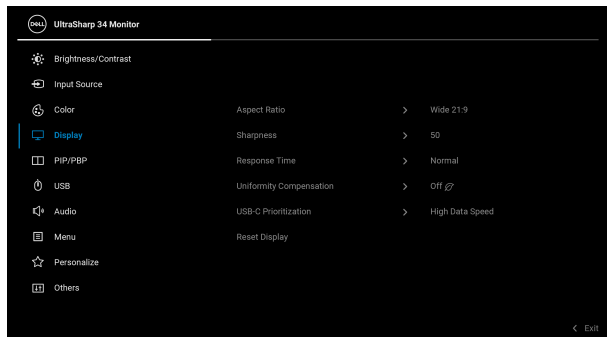 DELL UltraSharp 34 Monitor
Brightness/Contrast
Input Source
Color Aspect Ratio Wide 21:9
Display Sharpness 50
PIP/PBP Response Time Normal
USB Uniformity Compensation Off
Audio USB-C Prioritization High Data Speed
Menu Reset Display
Personalize
Others
Exit